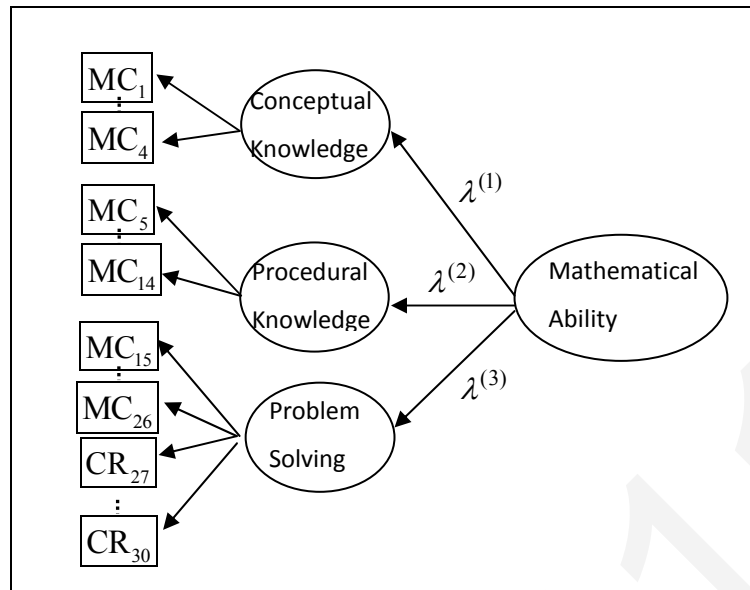 MC₁
MC₄
Conceptual
Knowledge
λ⁽¹⁾
MC₅
MC₁₄
Procedural
Knowledge
λ⁽²⁾
Mathematical
Ability
MC₁₅
MC₂₆
CR₂₇
CR₃₀
Problem
Solving
λ⁽³⁾